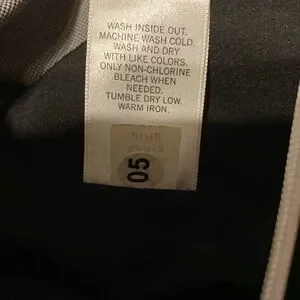 WASH INSIDE OUT.
MACHINE WASH COLD.
WASH AND DRY
WITH LIKE COLORS.
ONLY NON-CHLORINE
BLEACH WHEN
NEEDED.
TUMBLE DRY LOW.
WARM IRON.
05